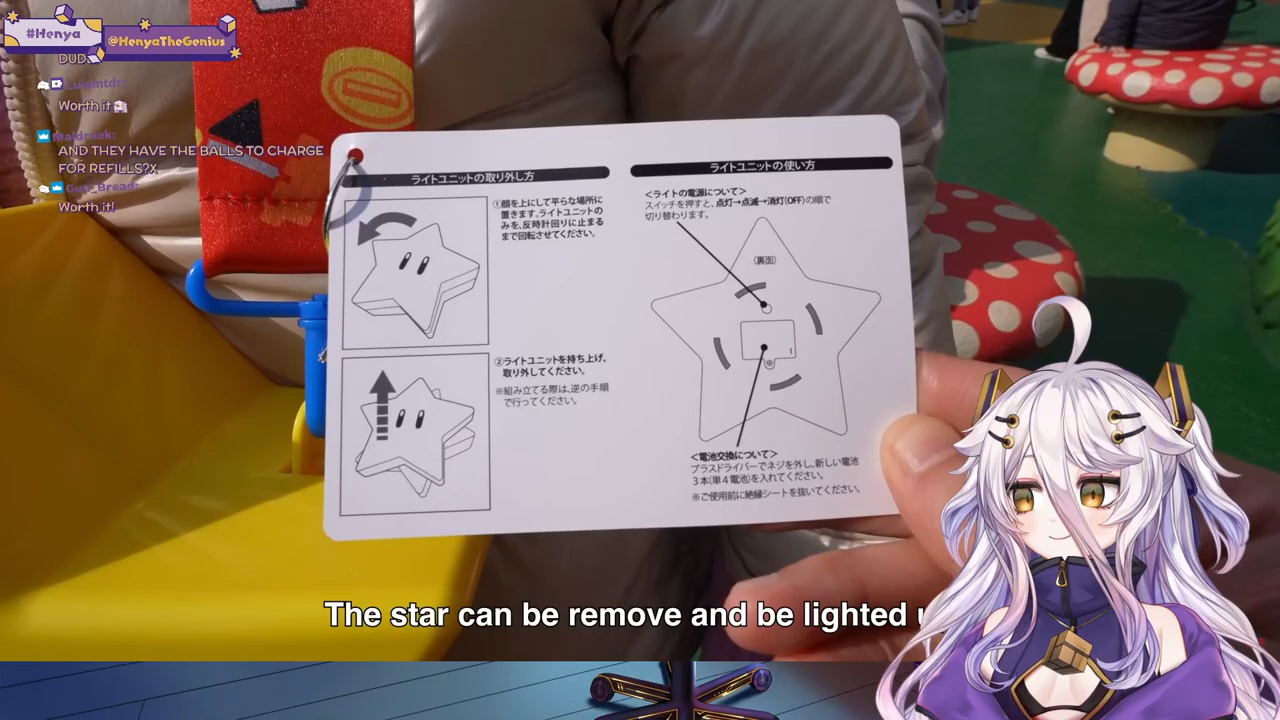 #Henya
@HenyaTheGenius
DUD
Worth it
AND THEY HAVE THE BALLS TO CHARGE
FOR REFILLS?X
Guy_Bread:
Worth it!
ライトユニットの取り外し方
①顔を上にして平らな場所に
置きます。ライトユニットの
みを、反時計回りに止まる
まで回転させてください。
②ライトユニットを持ち上げ、
取り外してください。
※組み立てる際は、逆の手順
で行ってください。
ライトユニットの使い方
<ライトの電源について>
スイッチを押すと、点灯→点滅→消灯(OFF)の順で
切り替わります。
(裏面)
<電池交換について>
プラスドライバーでネジを外し、新しい電池
3本(単4電池)を入れてください。
※ご使用前に絶縁シートを抜いてください。
The star can be remove and be lighted